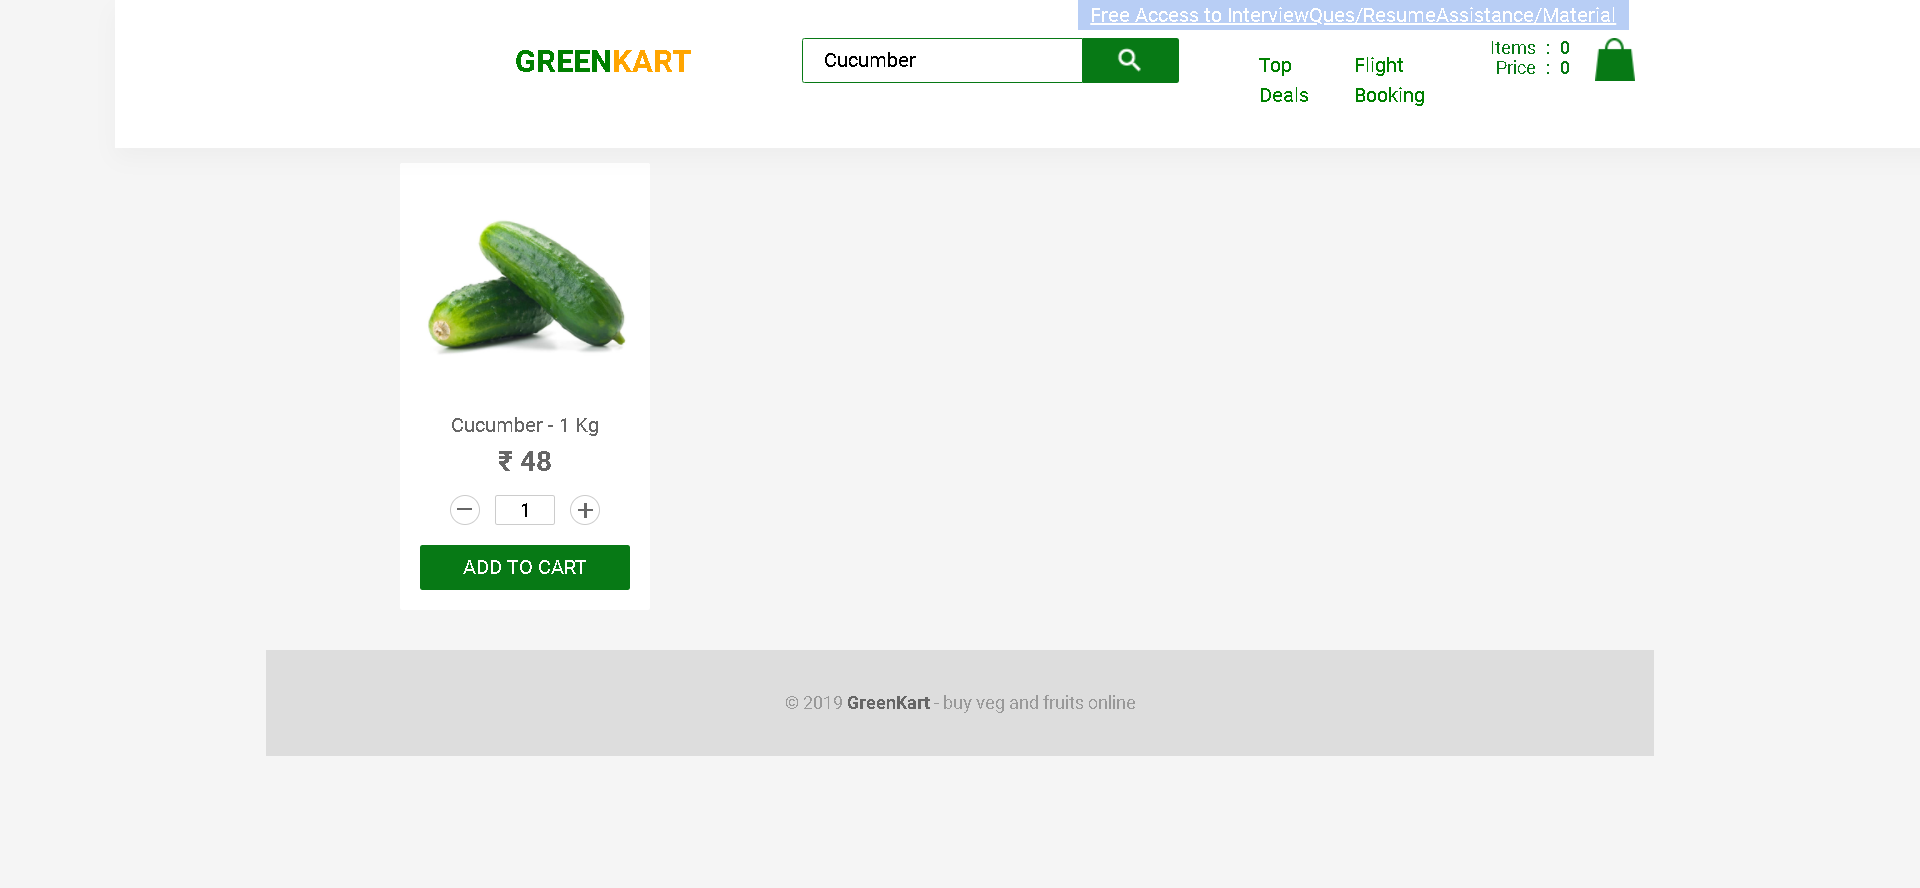 Free Access to InterviewQues/ResumeAssistance/Material
GREENKART
Cucumber
Top Deals
Flight Booking
Items : 0
Price : 0
Cucumber - 1 Kg
₹ 48
1
ADD TO CART
© 2019 GreenKart - buy veg and fruits online